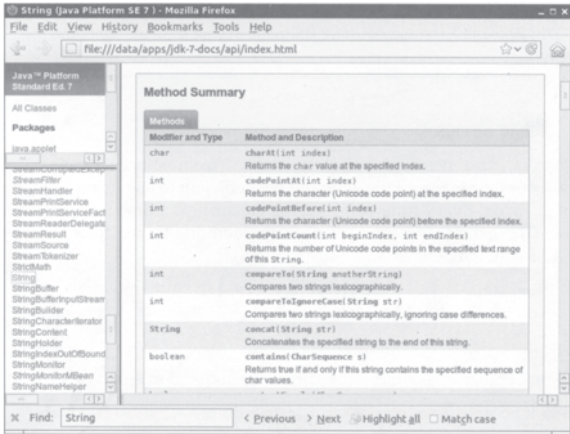 String (Java Platform SE 7 ) - Mozilla Firefox
File Edit View History Bookmarks Tools Help
file:///data/apps/jdk-7-docs/api/index.html
Java™ Platform
Standard Ed. 7
All Classes
Packages
java.applet
StreamFilter
StreamHandler
StreamPrintService
StreamPrintServiceFact
StreamReaderDelegate
StreamResult
StreamSource
StreamTokenizer
StrictMath
String
StringBuffer
StringBufferInputStream
StringBuilder
StringCharacterIterator
StringContent
StringHolder
StringIndexOutOfBound
StringMonitor
StringMonitorMBean
StringNameHelper
Method Summary
Methods
Modifier and Type Method and Description
char charAt(int index)
Returns the char value at the specified index.
int codePointAt(int index)
Returns the character (Unicode code point) at the specified index.
int codePointBefore(int index)
Returns the character (Unicode code point) before the specified index.
int codePointCount(int beginIndex, int endIndex)
Returns the number of Unicode code points in the specified text range
of this String.
int compareTo(String anotherString)
Compares two strings lexicographically.
int compareToIgnoreCase(String str)
Compares two strings lexicographically, ignoring case differences.
String concat(String str)
Concatenates the specified string to the end of this string.
boolean contains(CharSequence s)
Returns true if and only if this string contains the specified sequence of
char values.
Find: String Previous Next Highlight all Match case